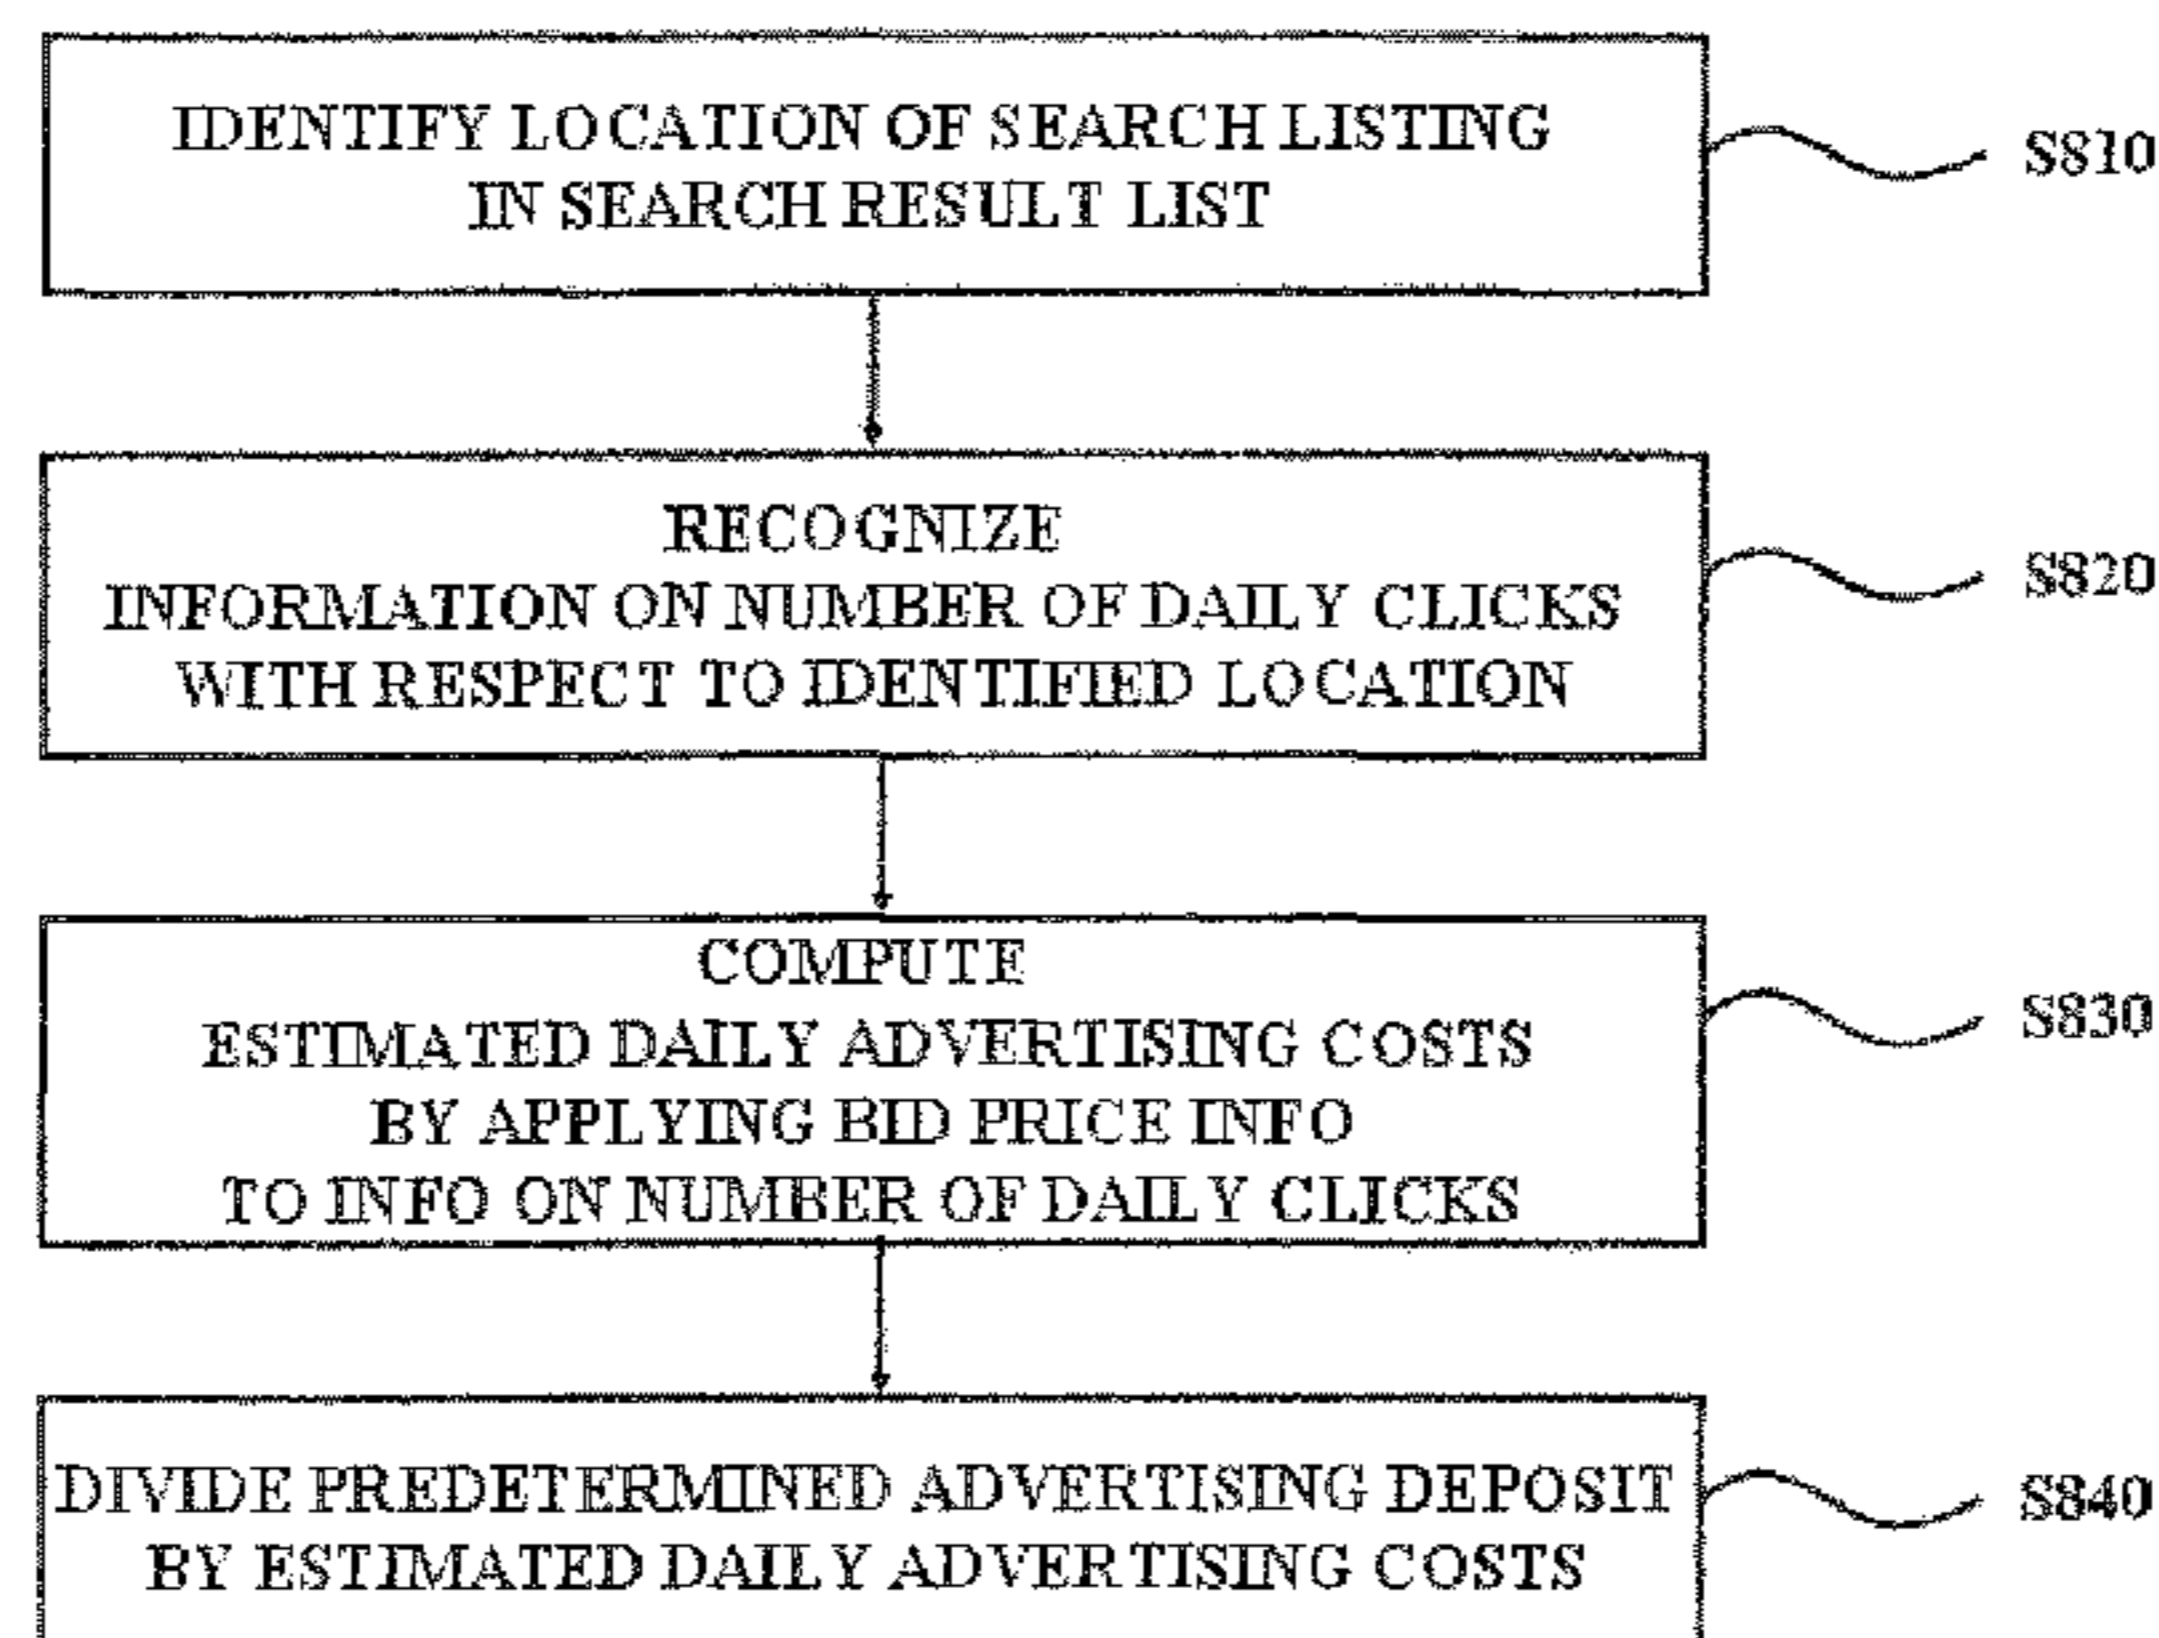 IDENTIFY LOCATION OF SEARCH LISTING
IN SEARCH RESULT LIST
S810
RECOGNIZE
INFORMATION ON NUMBER OF DAILY CLICKS
WITH RESPECT TO IDENTIFIED LOCATION
S820
COMPUTE
ESTIMATED DAILY ADVERTISING COSTS
BY APPLYING BID PRICE INFO
TO INFO ON NUMBER OF DAILY CLICKS
S830
DIVIDE PREDETERMINED ADVERTISING DEPOSIT
BY ESTIMATED DAILY ADVERTISING COSTS
S840